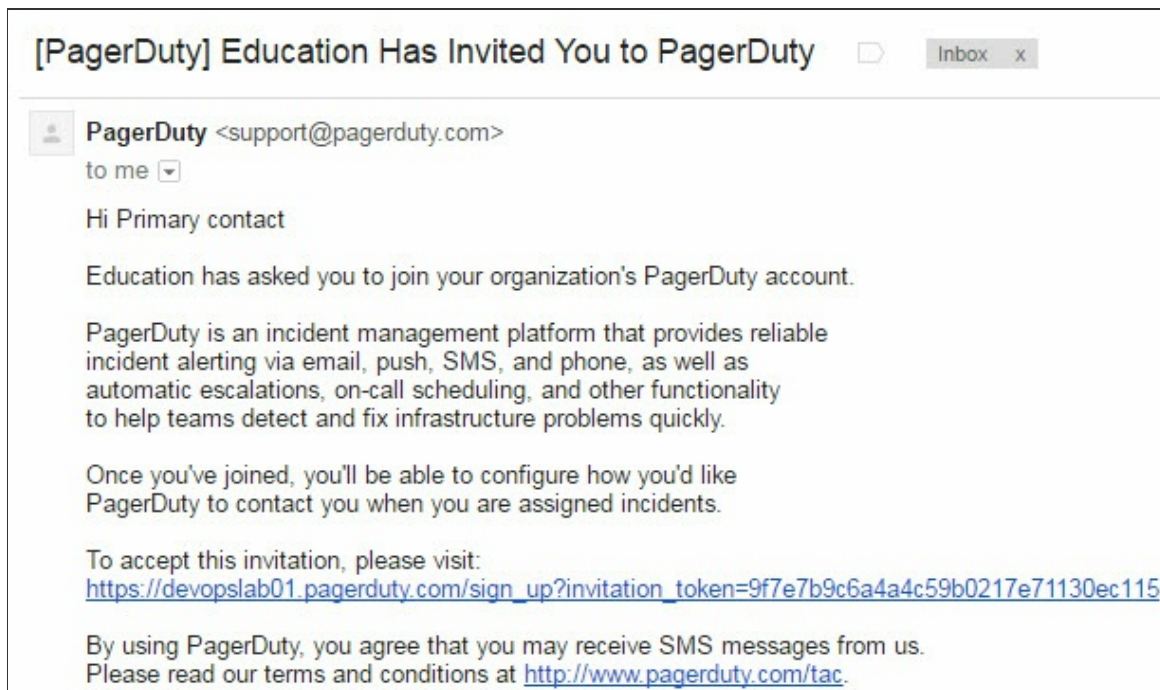 [PagerDuty] Education Has Invited You to PagerDuty Inbox x
PagerDuty <support@pagerduty.com>
to me
Hi Primary contact
Education has asked you to join your organization's PagerDuty account.
PagerDuty is an incident management platform that provides reliable
incident alerting via email, push, SMS, and phone, as well as
automatic escalations, on-call scheduling, and other functionality
to help teams detect and fix infrastructure problems quickly.
Once you've joined, you'll be able to configure how you'd like
PagerDuty to contact you when you are assigned incidents.
To accept this invitation, please visit:
https://devopslab01.pagerduty.com/sign_up?invitation_token=9f7e7b9c6a4a4c59b0217e71130ec115
By using PagerDuty, you agree that you may receive SMS messages from us.
Please read our terms and conditions at http://www.pagerduty.com/tac.